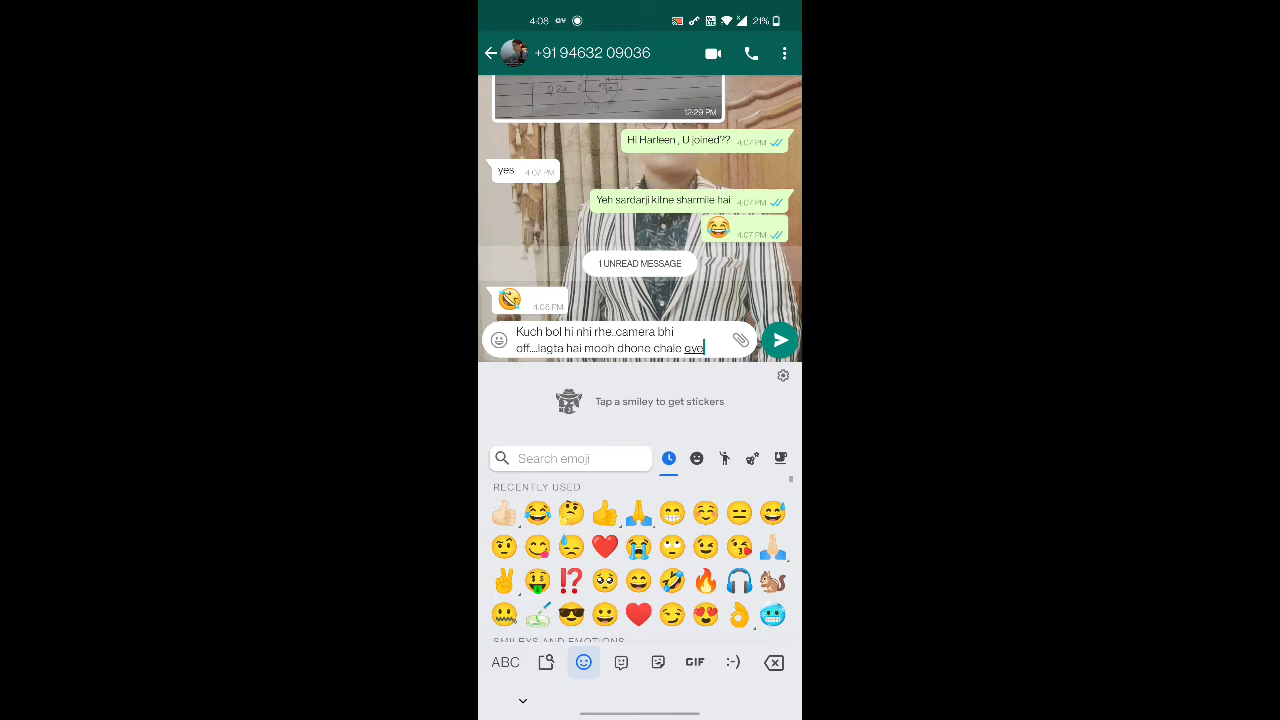 4:08
21%
+91 94632 09036
12:29 PM
Hi Harleen , U joined??
4:07 PM
yes
4:07 PM
Yeh sardarji kitne sharmile hai
4:07 PM
4:07 PM
1 UNREAD MESSAGE
4:08 PM
Kuch bol hi nhi rhe..camera bhi
off....lagta hai mooh dhone chale gye
Tap a smiley to get stickers
Search emoji
RECENTLY USED
SMILEYS AND EMOTIONS
ABC
GIF
:-)